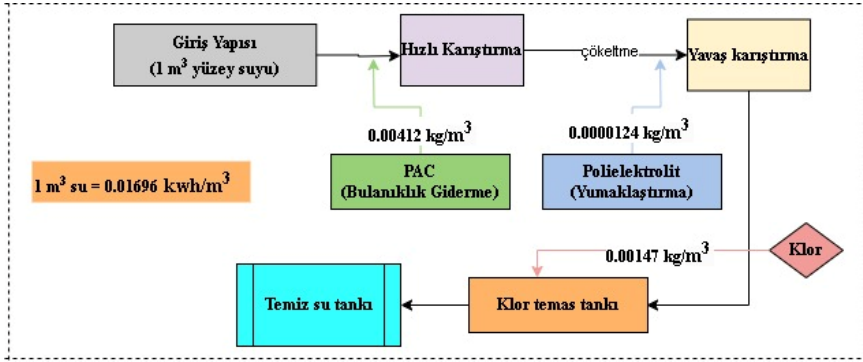 Giriş Yapısı
(1 m³ yüzey suyu)
Hızlı Karıştırma
çökeltme
Yavaş karıştırma
0.00412 kg/m³
0.0000124 kg/m³
PAC
(Bulanıklık Giderme)
Polielektrolit
(Yumaklaştırma)
1 m³ su = 0.01696 kwh/m³
0.00147 kg/m³
Klor
Temiz su tankı
Klor temas tankı